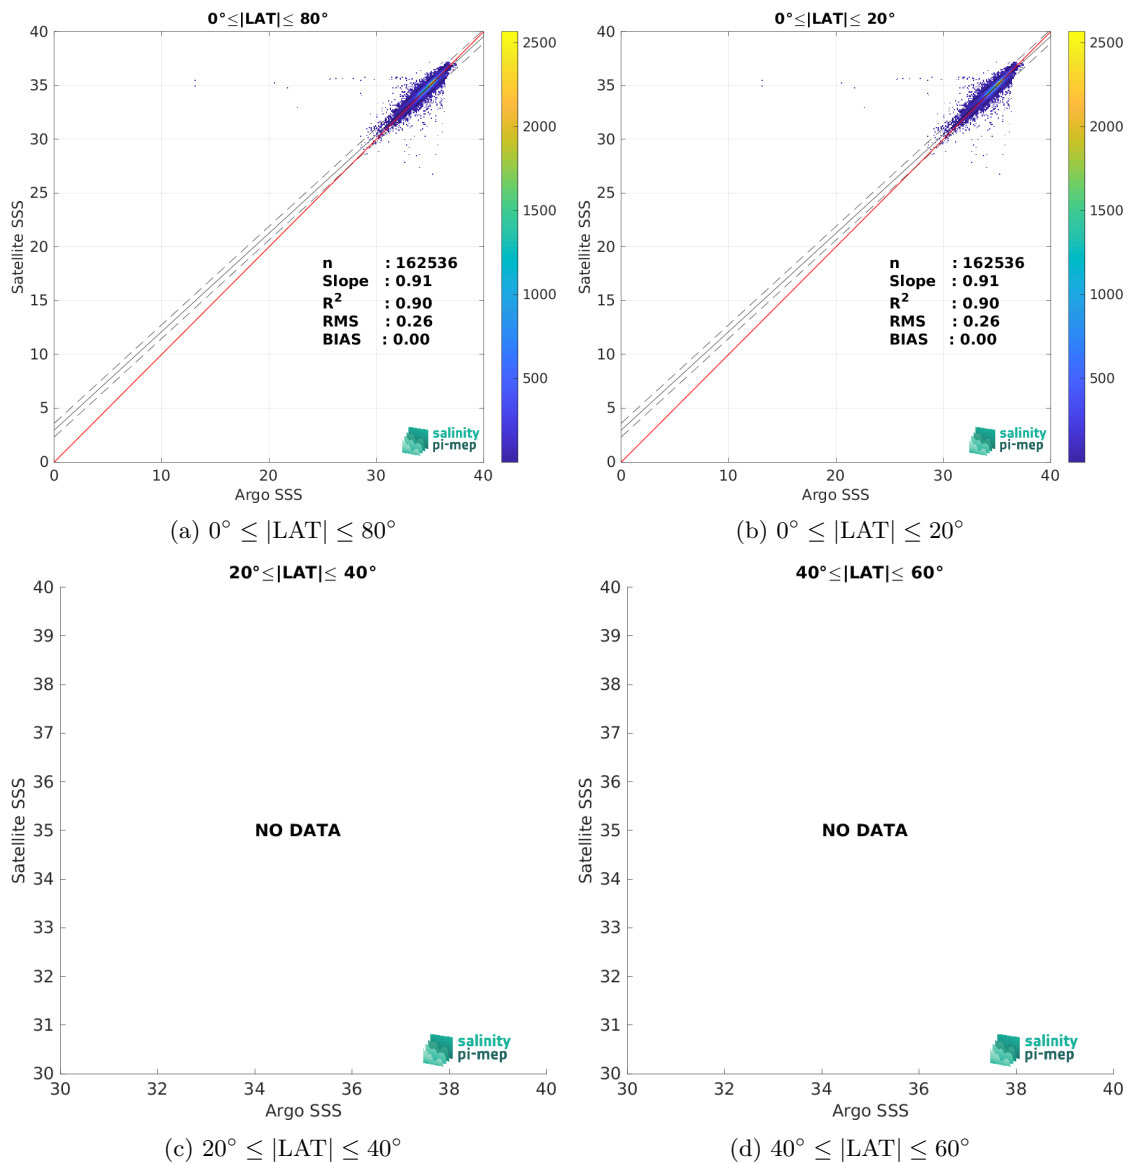 0°≤|LAT|≤ 80°
40
35
30
25
20
15
10
5
0
Satellite SSS
n : 162536
Slope : 0.91
R² : 0.90
RMS : 0.26
BIAS : 0.00
salinity
pi-mep
0 10 20 30 40
Argo SSS
2500
2000
1500
1000
500
(a) 0° ≤ |LAT| ≤ 80°
0°≤|LAT|≤ 20°
40
35
30
25
20
15
10
5
0
Satellite SSS
n : 162536
Slope : 0.91
R² : 0.90
RMS : 0.26
BIAS : 0.00
salinity
pi-mep
0 10 20 30 40
Argo SSS
2500
2000
1500
1000
500
(b) 0° ≤ |LAT| ≤ 20°
20°≤|LAT|≤ 40°
40
39
38
37
36
35
34
33
32
31
30
Satellite SSS
NO DATA
salinity
pi-mep
30 32 34 36 38 40
Argo SSS
(c) 20° ≤ |LAT| ≤ 40°
40°≤|LAT|≤ 60°
40
39
38
37
36
35
34
33
32
31
30
Satellite SSS
NO DATA
salinity
pi-mep
30 32 34 36 38 40
Argo SSS
(d) 40° ≤ |LAT| ≤ 60°